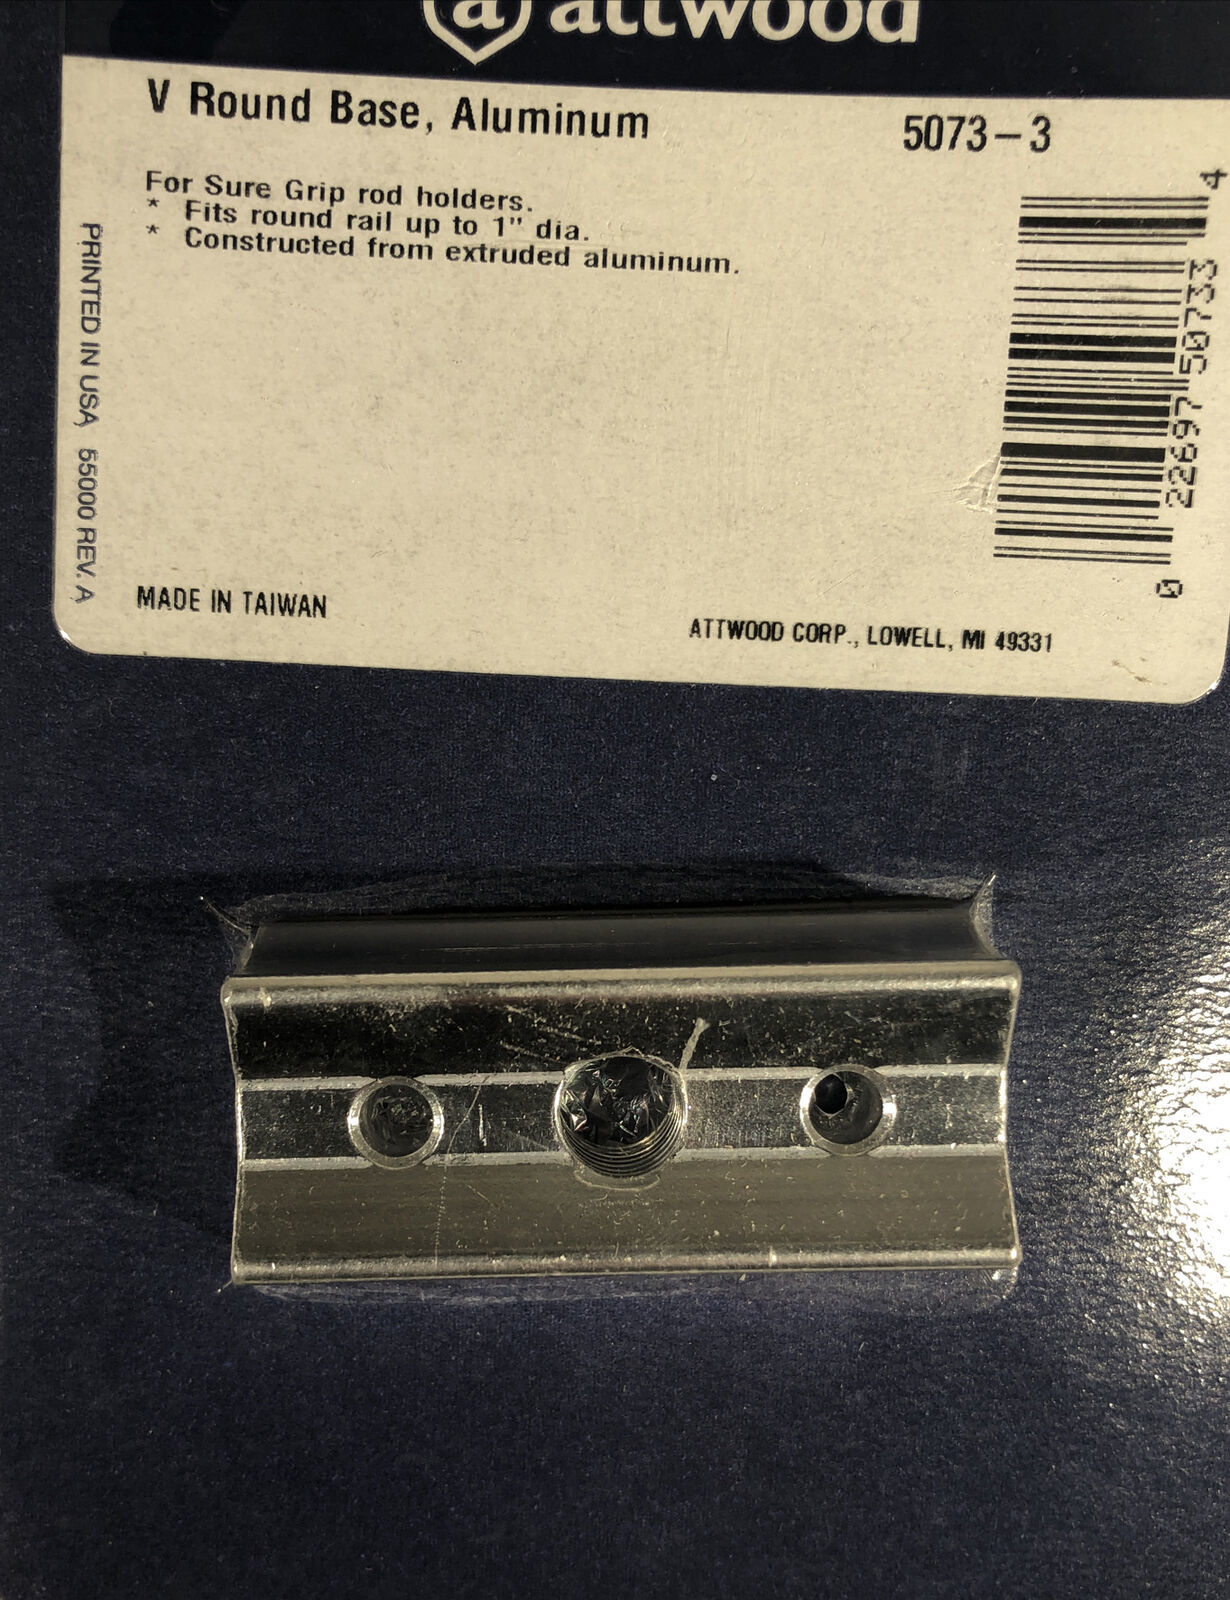 a attwood
V Round Base, Aluminum
5073-3
For Sure Grip rod holders.
* Fits round rail up to 1" dia.
* Constructed from extruded aluminum.
PRINTED IN USA 55000 REV. A
0 22697 50733 4
MADE IN TAIWAN
ATTWOOD CORP., LOWELL, MI 49331